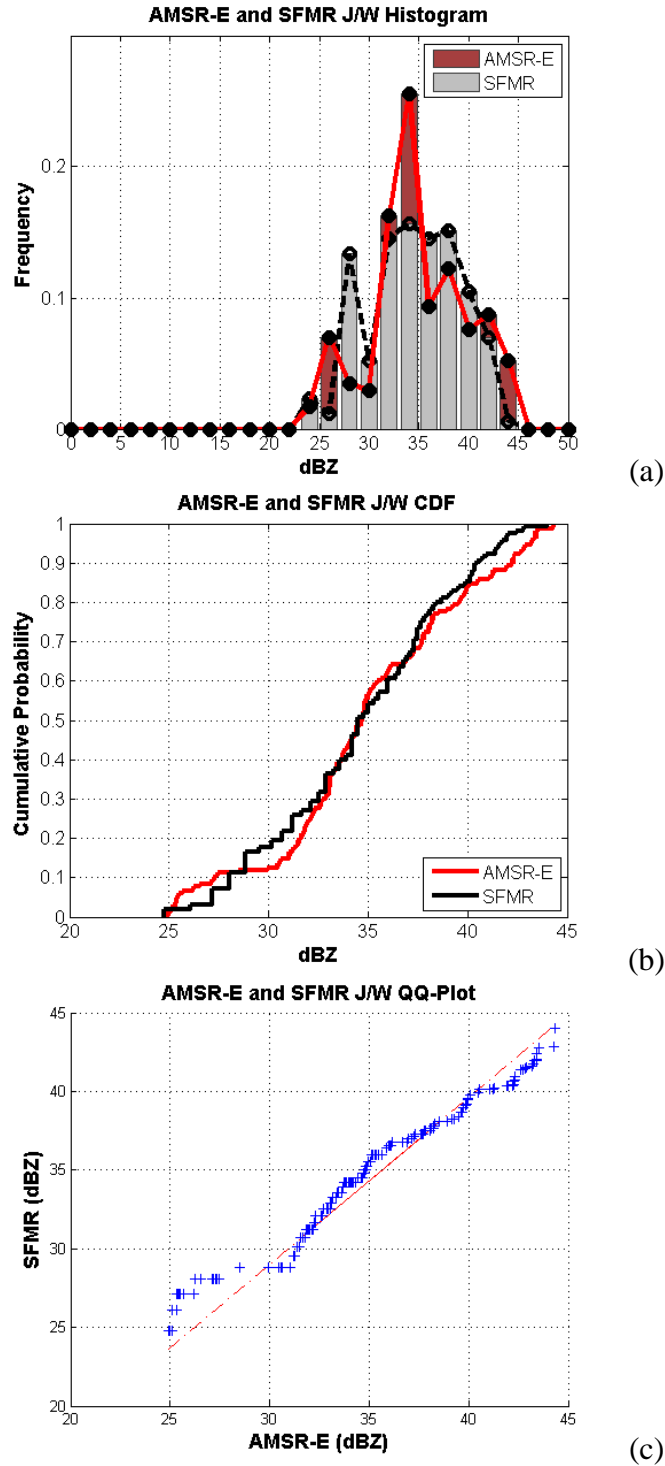 AMSR-E and SFMR J/W Histogram
AMSR-E
SFMR
Frequency
0.2
0.1
0
0 5 10 15 20 25 30 35 40 45 50
dBZ
(a)
AMSR-E and SFMR J/W CDF
Cumulative Probability
1
0.9
0.8
0.7
0.6
0.5
0.4
0.3
0.2
0.1
0
AMSR-E
SFMR
20 25 30 35 40 45
dBZ
(b)
AMSR-E and SFMR J/W QQ-Plot
SFMR (dBZ)
45
40
35
30
25
20
20 25 30 35 40 45
AMSR-E (dBZ)
(c)